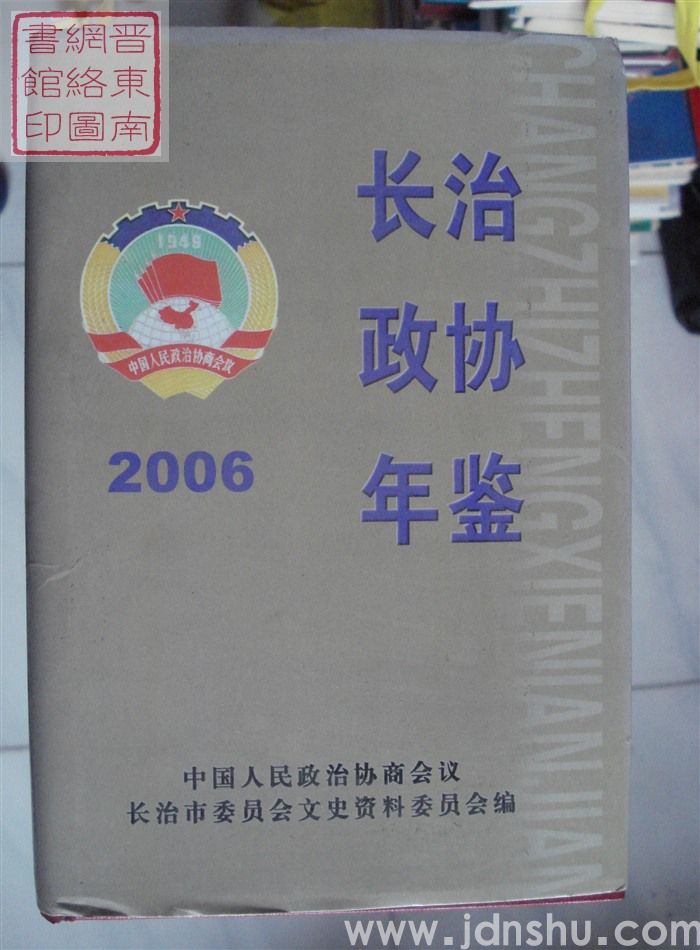 晋东南
網絡圖
書館印
CHANGZHIZHENGXIENIANJIAN
长治
政协
年鉴
1949
中国人民政治协商会议
2006
中国人民政治协商会议
长治市委员会文史资料委员会编
www.jdnshu.com